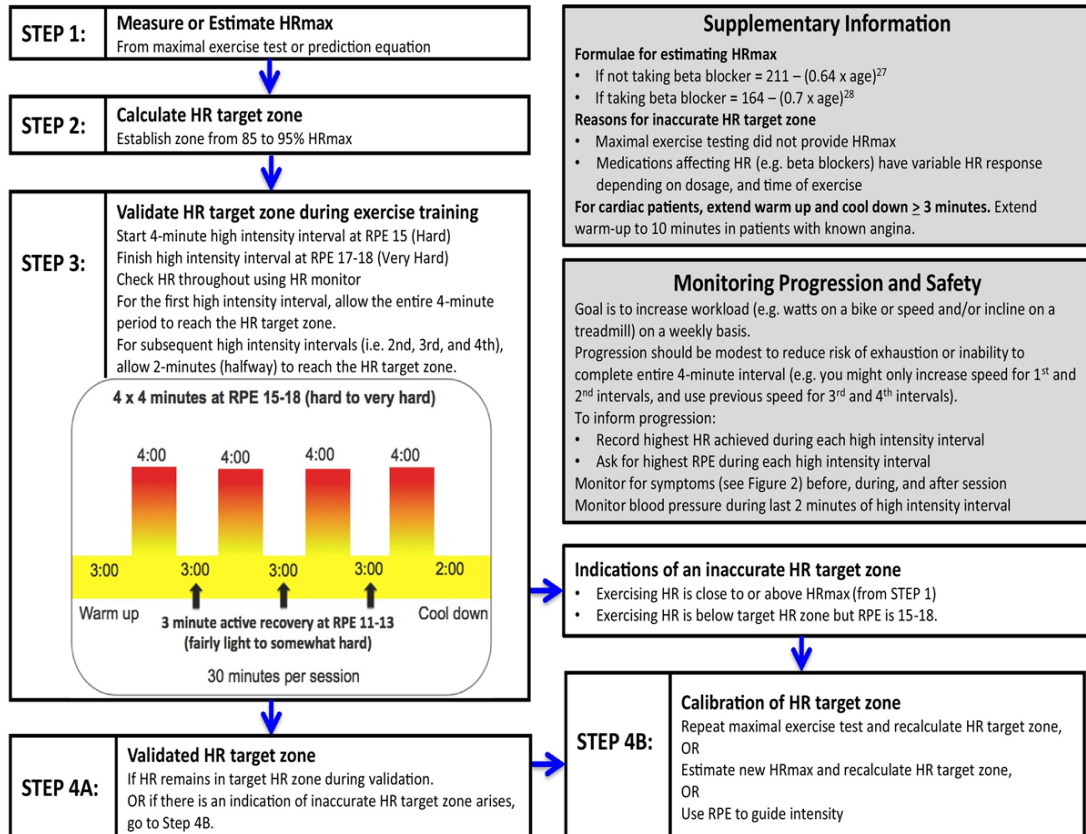 STEP 1:
Measure or Estimate HRmax
From maximal exercise test or prediction equation
STEP 2:
Calculate HR target zone
Establish zone from 85 to 95% HRmax
STEP 3:
Validate HR target zone during exercise training
Start 4-minute high intensity interval at RPE 15 (Hard)
Finish high intensity interval at RPE 17-18 (Very Hard)
Check HR throughout using HR monitor
For the first high intensity interval, allow the entire 4-minute
period to reach the HR target zone.
For subsequent high intensity intervals (i.e. 2nd, 3rd, and 4th),
allow 2-minutes (halfway) to reach the HR target zone.
4 x 4 minutes at RPE 15-18 (hard to very hard)
4:00 4:00 4:00 4:00
3:00 3:00 3:00 3:00 2:00
Warm up Cool down
3 minute active recovery at RPE 11-13
(fairly light to somewhat hard)
30 minutes per session
STEP 4A:
Validated HR target zone
If HR remains in target HR zone during validation.
OR if there is an indication of inaccurate HR target zone arises,
go to Step 4B.
Supplementary Information
Formulae for estimating HRmax
• If not taking beta blocker = 211 – (0.64 x age)27
• If taking beta blocker = 164 – (0.7 x age)28
Reasons for inaccurate HR target zone
• Maximal exercise testing did not provide HRmax
• Medications affecting HR (e.g. beta blockers) have variable HR response
depending on dosage, and time of exercise
For cardiac patients, extend warm up and cool down ≥ 3 minutes. Extend
warm-up to 10 minutes in patients with known angina.
Monitoring Progression and Safety
Goal is to increase workload (e.g. watts on a bike or speed and/or incline on a
treadmill) on a weekly basis.
Progression should be modest to reduce risk of exhaustion or inability to
complete entire 4-minute interval (e.g. you might only increase speed for 1st and
2nd intervals, and use previous speed for 3rd and 4th intervals).
To inform progression:
• Record highest HR achieved during each high intensity interval
• Ask for highest RPE during each high intensity interval
Monitor for symptoms (see Figure 2) before, during, and after session
Monitor blood pressure during last 2 minutes of high intensity interval
Indications of an inaccurate HR target zone
• Exercising HR is close to or above HRmax (from STEP 1)
• Exercising HR is below target HR zone but RPE is 15-18.
STEP 4B:
Calibration of HR target zone
Repeat maximal exercise test and recalculate HR target zone,
OR
Estimate new HRmax and recalculate HR target zone,
OR
Use RPE to guide intensity